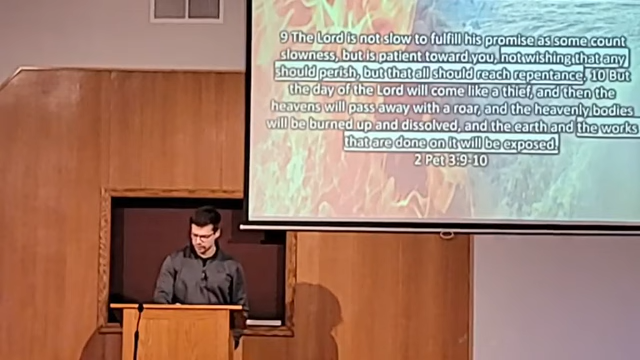 9 The Lord is not slow to fulfill his promise as some count
slowness, but is patient toward you, not wishing that any
should perish, but that all should reach repentance. 10 But
the day of the Lord will come like a thief, and then the
heavens will pass away with a roar, and the heavenly bodies
will be burned up and dissolved, and the earth and the works
that are done on it will be exposed.
2 Pet 3:9-10